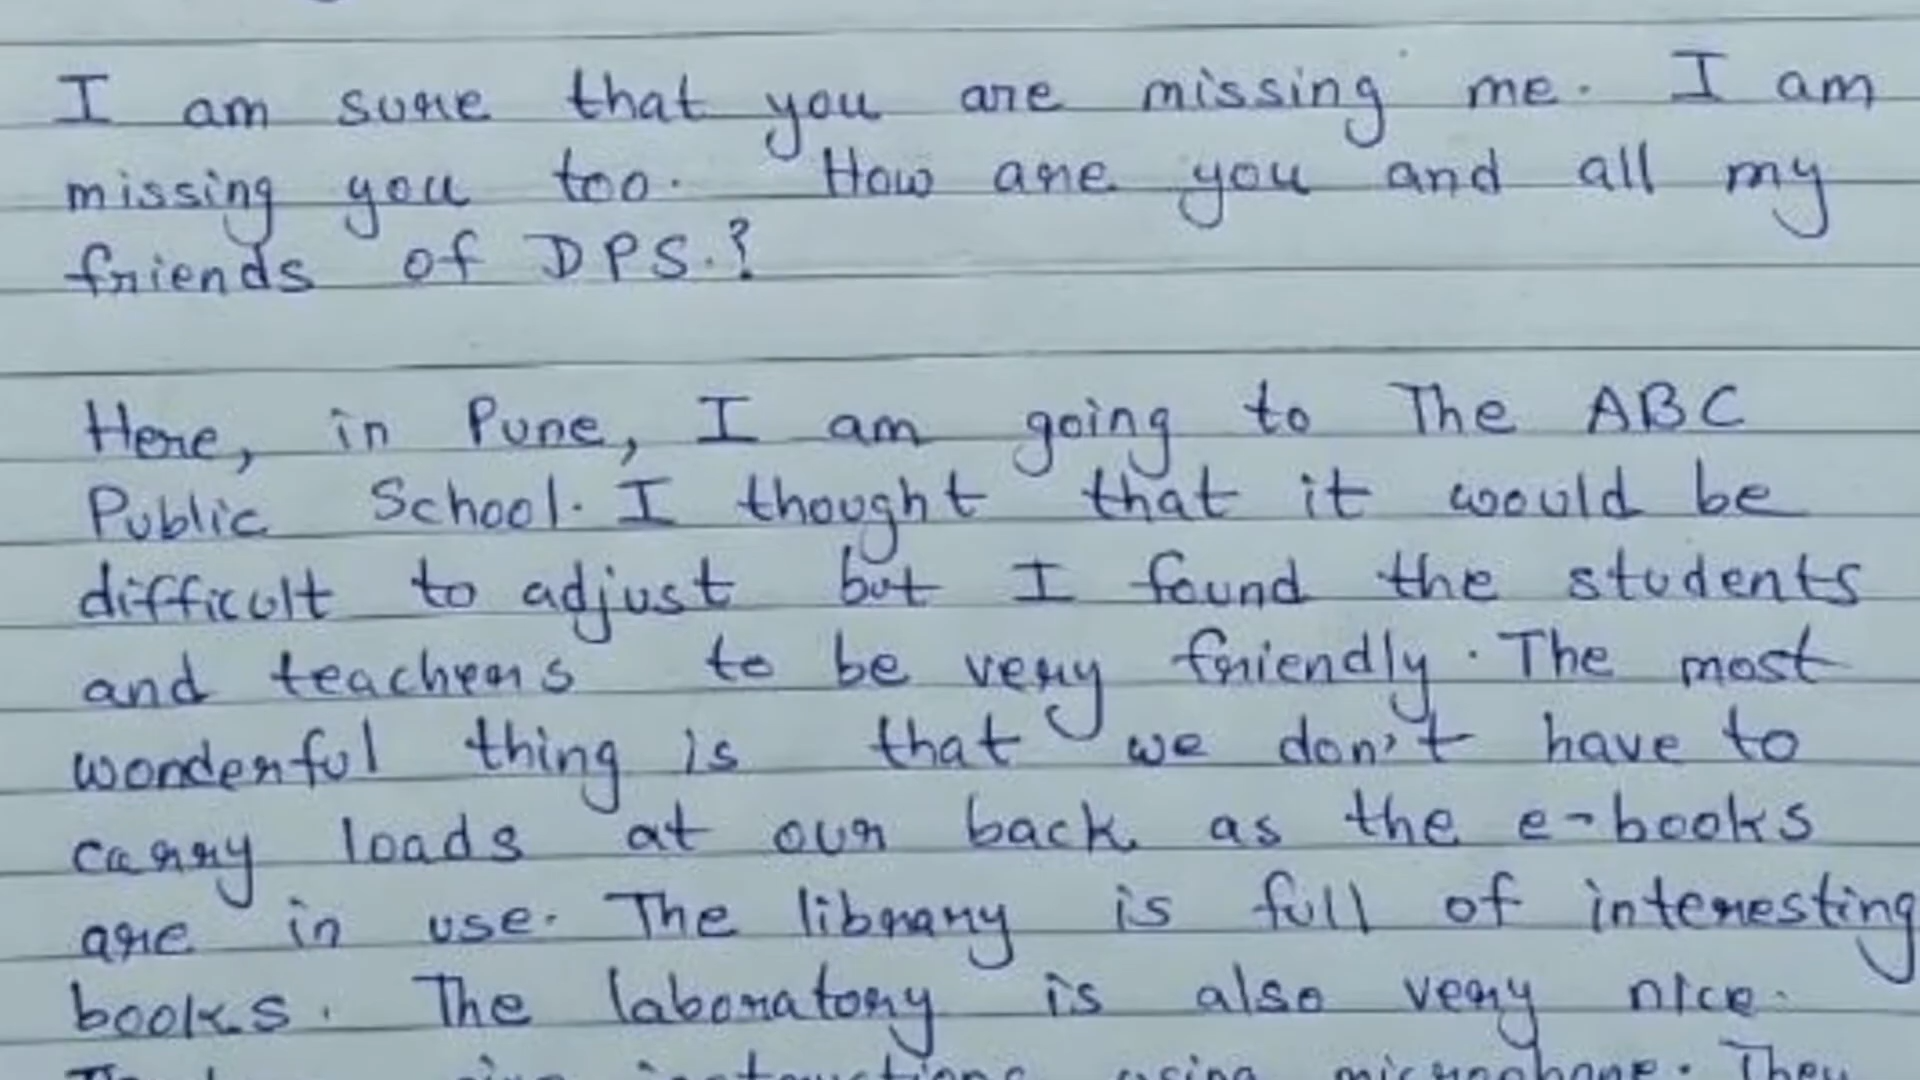 I am sure that you are missing me. I am
missing you too. How are you and all my
friends of DPS.?
Here, in Pune, I am going to The ABC
Public School. I thought that it would be
difficult to adjust but I found the students
and teachers to be very friendly. The most
wonderful thing is that we don't have to
carry loads at our back as the e-books
are in use. The library is full of interesting
books. The laboratory is also very nice.
instructions using microphone. They